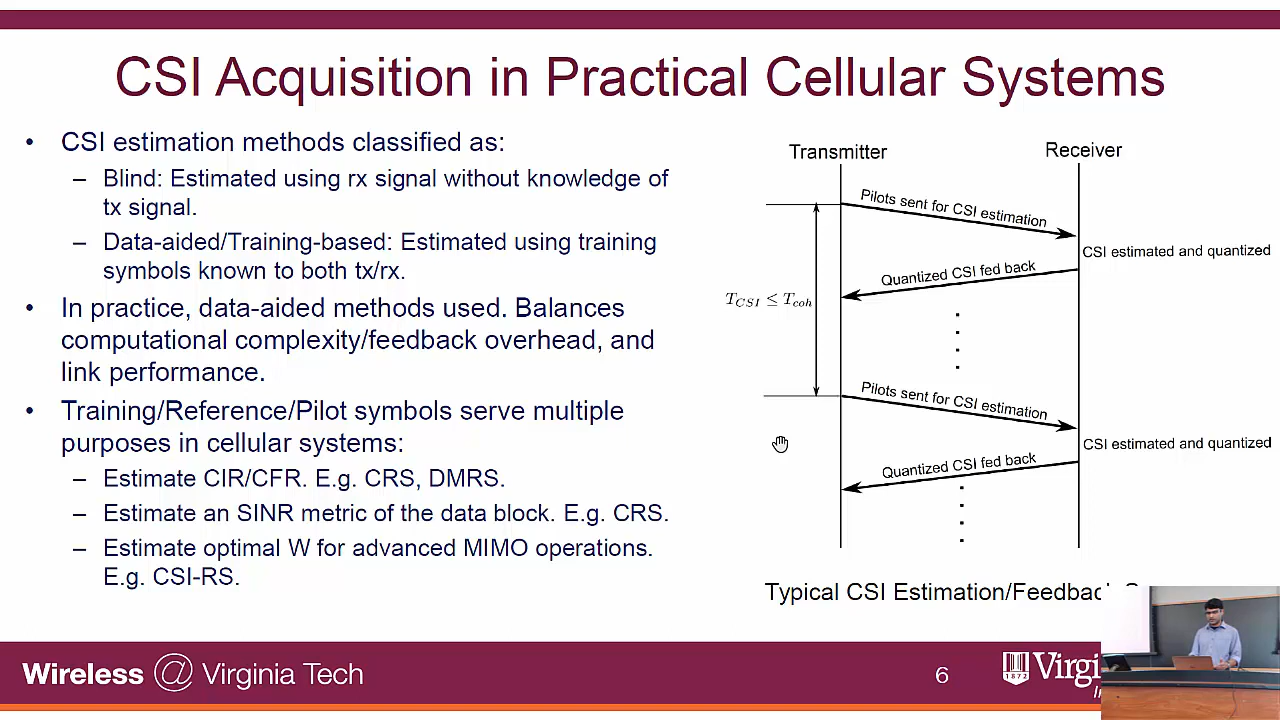 CSI Acquisition in Practical Cellular Systems
• CSI estimation methods classified as:
– Blind: Estimated using rx signal without knowledge of
tx signal.
– Data-aided/Training-based: Estimated using training
symbols known to both tx/rx.
• In practice, data-aided methods used. Balances
computational complexity/feedback overhead, and
link performance.
• Training/Reference/Pilot symbols serve multiple
purposes in cellular systems:
– Estimate CIR/CFR. E.g. CRS, DMRS.
– Estimate an SINR metric of the data block. E.g. CRS.
– Estimate optimal W for advanced MIMO operations.
E.g. CSI-RS.
Transmitter
Receiver
Pilots sent for CSI estimation
CSI estimated and quantized
Quantized CSI fed back
T_CSI ≤ T_coh
Pilots sent for CSI estimation
CSI estimated and quantized
Quantized CSI fed back
Typical CSI Estimation/Feedbac
Wireless @ Virginia Tech
6
1872
Virgi